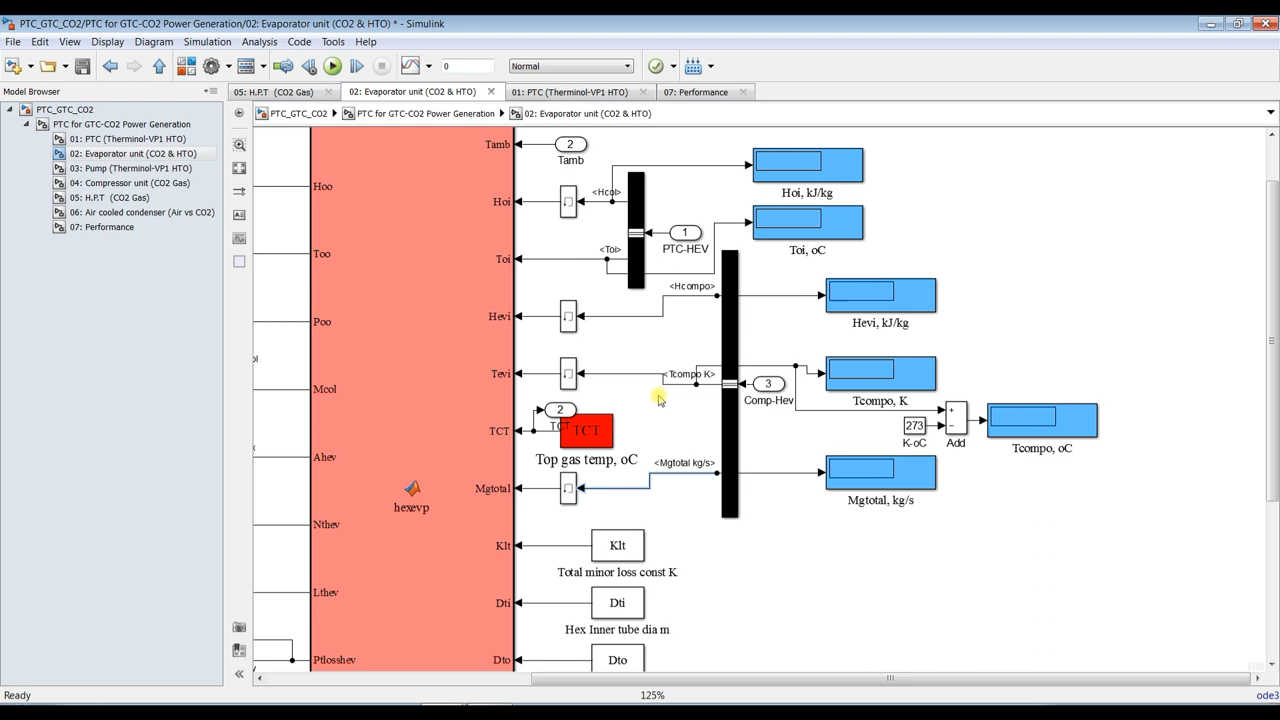 PTC_GTC_CO2/PTC for GTC-CO2 Power Generation/02: Evaporator unit (CO2 & HTO) * - Simulink
File Edit View Display Diagram Simulation Analysis Code Tools Help
0
Normal
Model Browser
05: H.P.T (CO2 Gas)
02: Evaporator unit (CO2 & HTO)
01: PTC (Therminol-VP1 HTO)
07: Performance
PTC_GTC_CO2
PTC for GTC-CO2 Power Generation
01: PTC (Therminol-VP1 HTO)
02: Evaporator unit (CO2 & HTO)
03: Pump (Therminol-VP1 HTO)
04: Compressor unit (CO2 Gas)
05: H.P.T (CO2 Gas)
06: Air cooled condenser (Air vs CO2)
07: Performance
PTC_GTC_CO2
PTC for GTC-CO2 Power Generation
02: Evaporator unit (CO2 & HTO)
Hoo
Too
Poo
Mcol
Ahev
Nthev
Lthev
Ptlosshev
hexevp
Tamb
Hoi
Toi
Hevi
Tevi
TCT
Mgtotal
Klt
Dti
Dto
2
Tamb
<Hcol>
<Toi>
1
PTC-HEV
Hoi, kJ/kg
Toi, oC
<Hcompo>
Hevi, kJ/kg
<Tcompo K>
3
Comp-Hev
Tcompo, K
2
TCT
TCT
Top gas temp, oC
273
K-oC
+
−
Add
Tcompo, oC
<Mgtotal kg/s>
Mgtotal, kg/s
Klt
Total minor loss const K
Dti
Hex Inner tube dia m
Dto
Ready
125%
ode3